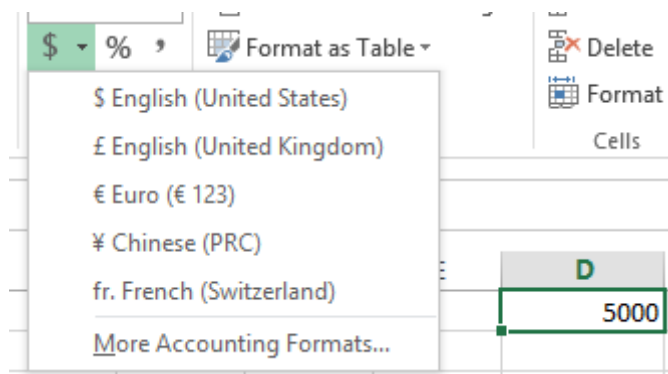 $ % , Format as Table
Delete
Format
Cells
$ English (United States)
£ English (United Kingdom)
€ Euro (€ 123)
¥ Chinese (PRC)
fr. French (Switzerland)
More Accounting Formats...
D
5000